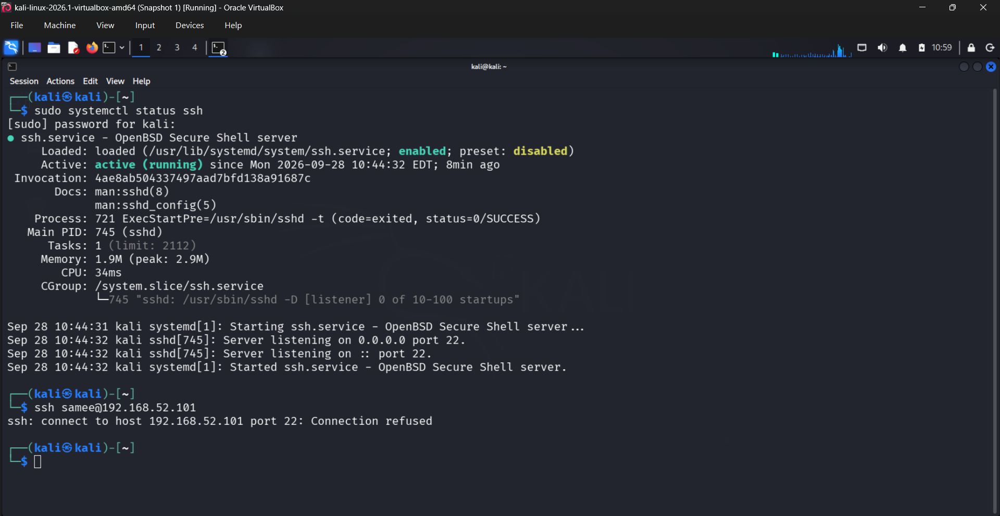 kali-linux-2026.1-virtualbox-amd64 (Snapshot 1) [Running] - Oracle VirtualBox
File Machine View Input Devices Help
1 2 3 4 2 10:59
kali@kali: ~
Session Actions Edit View Help
┌──(kali㉿kali)-[~]
└─$ sudo systemctl status ssh
[sudo] password for kali:
● ssh.service - OpenBSD Secure Shell server
Loaded: loaded (/usr/lib/systemd/system/ssh.service; enabled; preset: disabled)
Active: active (running) since Mon 2026-09-28 10:44:32 EDT; 8min ago
Invocation: 4ae8ab504337497aad7bfd138a91687c
Docs: man:sshd(8)
man:sshd_config(5)
Process: 721 ExecStartPre=/usr/sbin/sshd -t (code=exited, status=0/SUCCESS)
Main PID: 745 (sshd)
Tasks: 1 (limit: 2112)
Memory: 1.9M (peak: 2.9M)
CPU: 34ms
CGroup: /system.slice/ssh.service
└─745 "sshd: /usr/sbin/sshd -D [listener] 0 of 10-100 startups"
Sep 28 10:44:31 kali systemd[1]: Starting ssh.service - OpenBSD Secure Shell server...
Sep 28 10:44:32 kali sshd[745]: Server listening on 0.0.0.0 port 22.
Sep 28 10:44:32 kali sshd[745]: Server listening on :: port 22.
Sep 28 10:44:32 kali systemd[1]: Started ssh.service - OpenBSD Secure Shell server.
┌──(kali㉿kali)-[~]
└─$ ssh samee@192.168.52.101
ssh: connect to host 192.168.52.101 port 22: Connection refused
┌──(kali㉿kali)-[~]
└─$